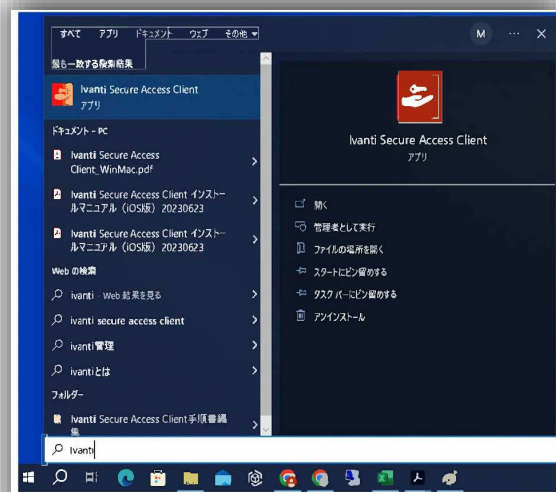 すべて アプリ ドキュメント ウェブ その他 ▾ M … ×
最も一致する検索結果
Ivanti Secure Access Client
アプリ
ドキュメント - PC
Ivanti Secure Access
Client_WinMac.pdf
Ivanti Secure Access Client インストー
ルマニュアル（iOS版）20230623
Ivanti Secure Access Client インストー
ルマニュアル（iOS版）20230623
Web の検索
ivanti - Web 結果を見る
ivanti secure access client
ivanti管理
ivantiとは
フォルダー
Ivanti Secure Access Client手順書編
集
Ivanti Secure Access Client
アプリ
開く
管理者として実行
ファイルの場所を開く
スタートにピン留めする
タスク バーにピン留めする
アンインストール
Ivanti